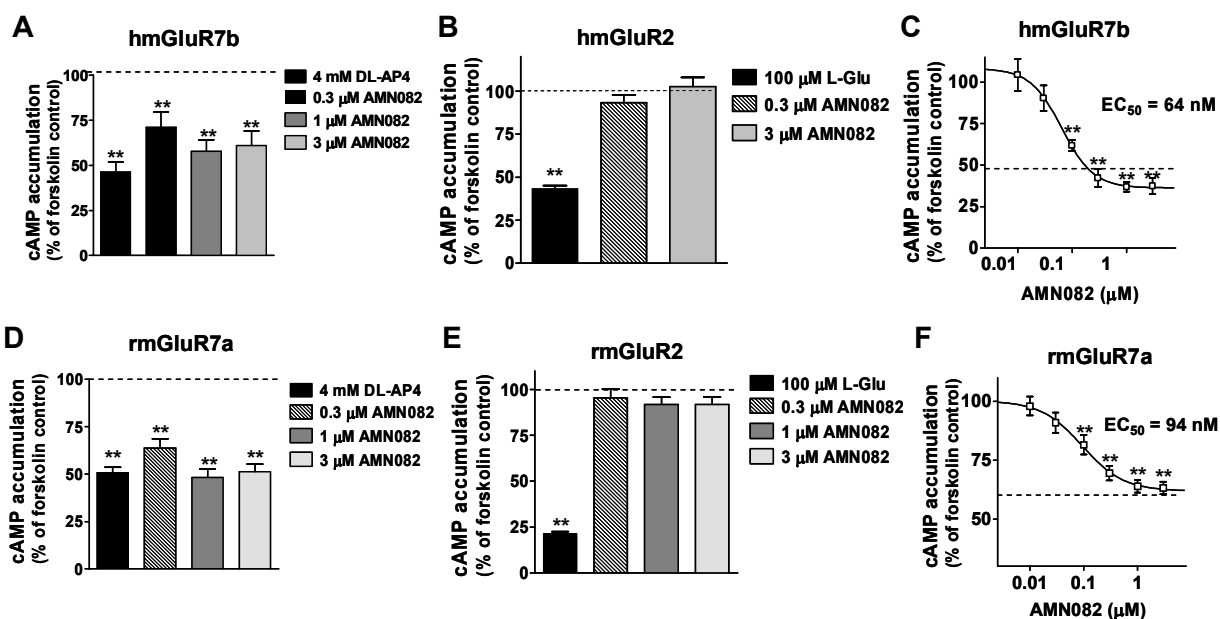 A
hmGluR7b
cAMP accumulation
(% of forskolin control)
100
75
50
25
0
**
**
**
**
4 mM DL-AP4
0.3 µM AMN082
1 µM AMN082
3 µM AMN082
B
hmGluR2
cAMP accumulation
(% of forskolin control)
125
100
75
50
25
0
**
100 µM L-Glu
0.3 µM AMN082
3 µM AMN082
C
hmGluR7b
cAMP accumulation
(% of forskolin control)
100
75
50
25
0
EC50 = 64 nM
**
**
**
**
0.01
0.1
1
AMN082 (µM)
D
rmGluR7a
cAMP accumulation
(% of forskolin control)
100
75
50
25
0
**
**
**
**
4 mM DL-AP4
0.3 µM AMN082
1 µM AMN082
3 µM AMN082
E
rmGluR2
cAMP accumulation
(% of forskolin control)
100
75
50
25
0
**
100 µM L-Glu
0.3 µM AMN082
1 µM AMN082
3 µM AMN082
F
rmGluR7a
cAMP accumulation
(% of forskolin control)
100
75
50
EC50 = 94 nM
**
**
**
**
0.01
0.1
1
AMN082 (µM)